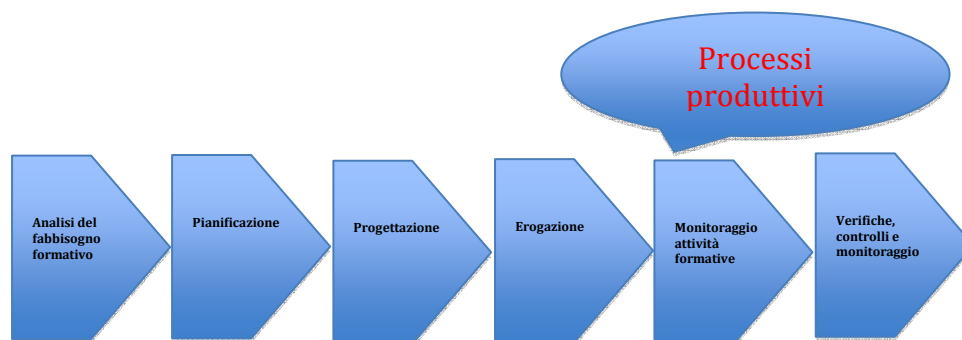 Processi
produttivi
Analisi del
fabbisogno
formativo
Pianificazione
Progettazione
Erogazione
Monitoraggio
attività
formative
Verifiche,
controlli e
monitoraggio